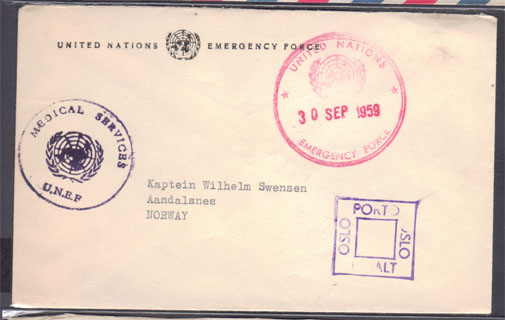 UNITED NATIONS EMERGENCY FORCE
UNITED NATIONS
30 SEP 1959
EMERGENCY FORCE
MEDICAL SERVICES
U.N.E.F
Kaptein Wilhelm Swensen
Aandalsnes
NORWAY
PORTO
OSLO
OSLO
ALT